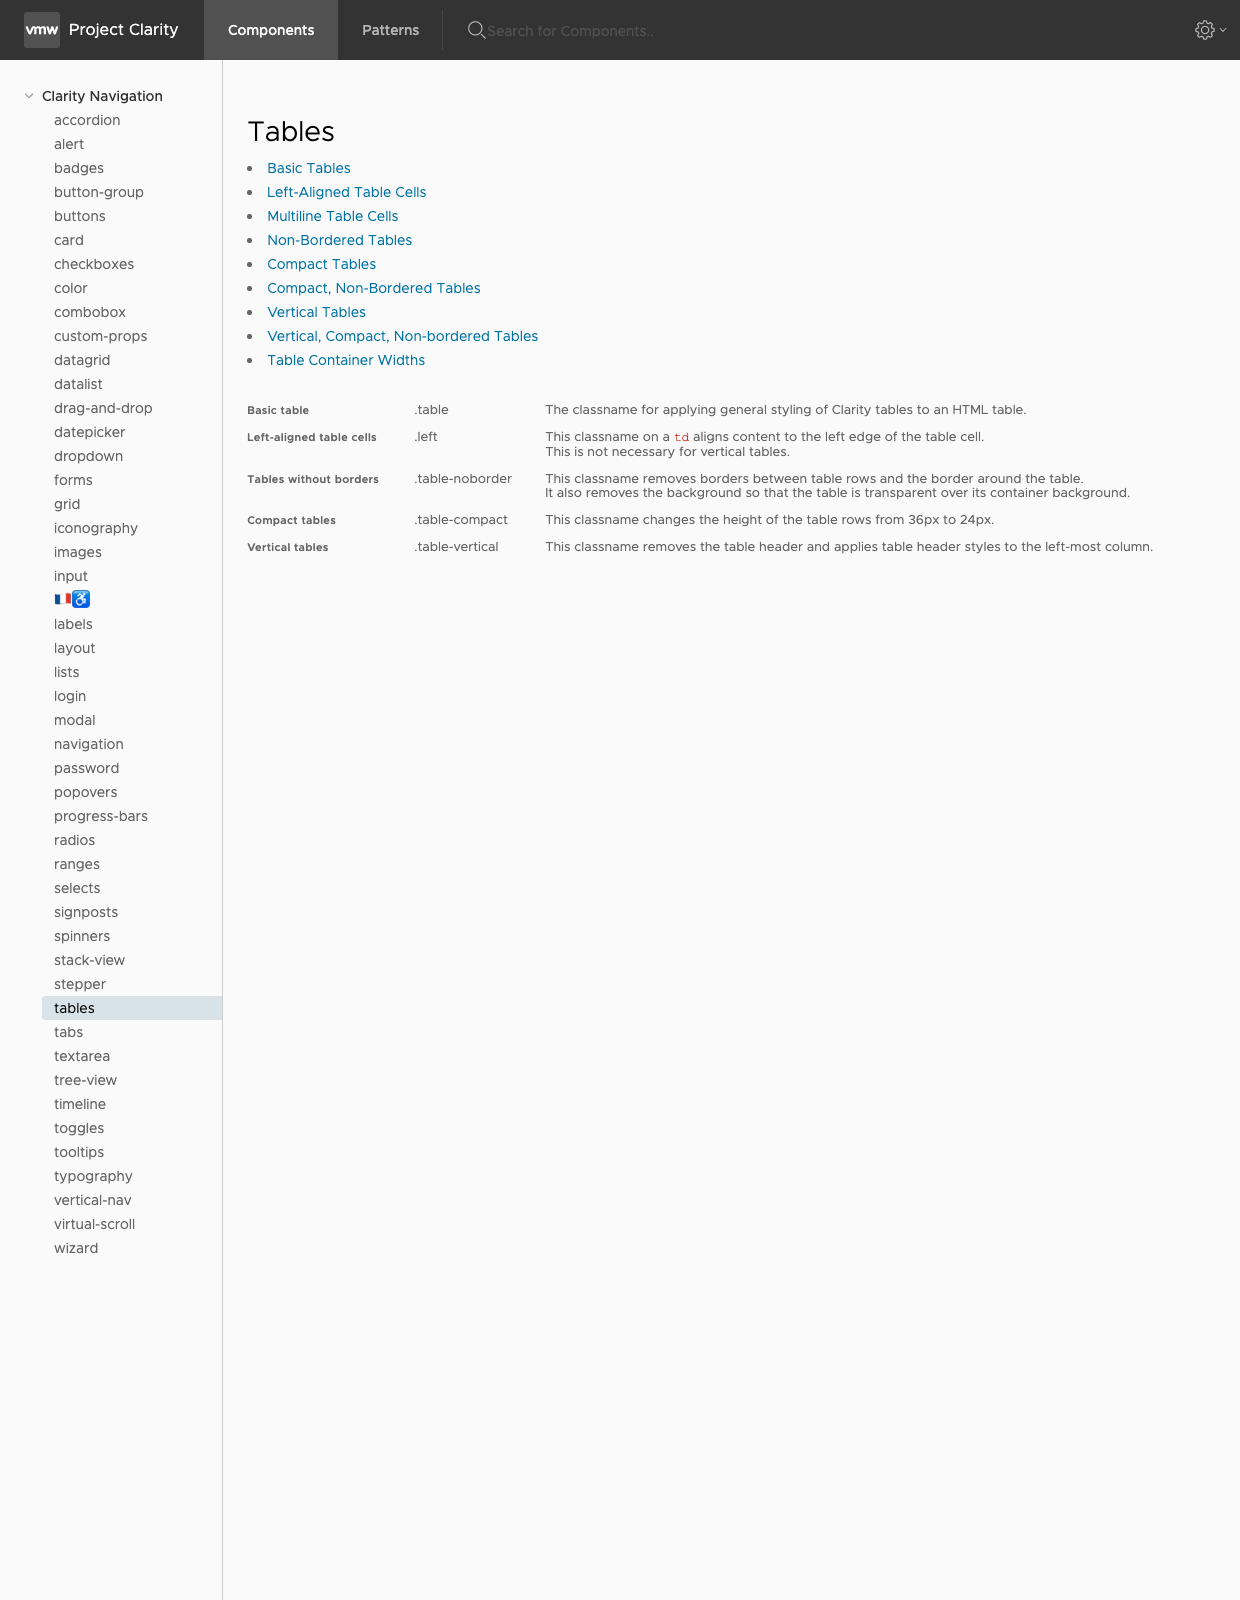 vmw Project Clarity Components Patterns Search for Components..
Clarity Navigation
accordion
alert
badges
button-group
buttons
card
checkboxes
color
combobox
custom-props
datagrid
datalist
drag-and-drop
datepicker
dropdown
forms
grid
iconography
images
input
🇫🇷♿
labels
layout
lists
login
modal
navigation
password
popovers
progress-bars
radios
ranges
selects
signposts
spinners
stack-view
stepper
tables
tabs
textarea
tree-view
timeline
toggles
tooltips
typography
vertical-nav
virtual-scroll
wizard
Tables
Basic Tables
Left-Aligned Table Cells
Multiline Table Cells
Non-Bordered Tables
Compact Tables
Compact, Non-Bordered Tables
Vertical Tables
Vertical, Compact, Non-bordered Tables
Table Container Widths
Basic table .table The classname for applying general styling of Clarity tables to an HTML table.
Left-aligned table cells .left This classname on a td aligns content to the left edge of the table cell.
This is not necessary for vertical tables.
Tables without borders .table-noborder This classname removes borders between table rows and the border around the table.
It also removes the background so that the table is transparent over its container background.
Compact tables .table-compact This classname changes the height of the table rows from 36px to 24px.
Vertical tables .table-vertical This classname removes the table header and applies table header styles to the left-most column.